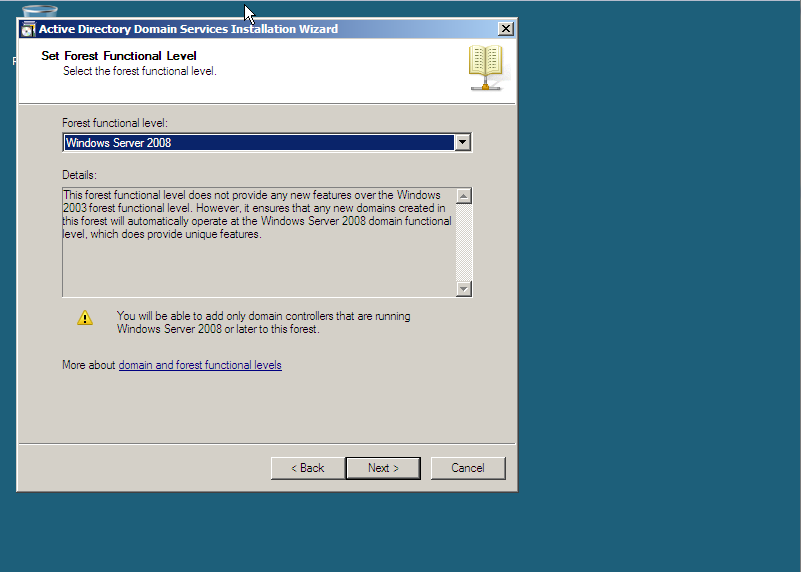 Active Directory Domain Services Installation Wizard
Set Forest Functional Level
Select the forest functional level.
Forest functional level:
Windows Server 2008
Details:
This forest functional level does not provide any new features over the Windows
2003 forest functional level. However, it ensures that any new domains created in
this forest will automatically operate at the Windows Server 2008 domain functional
level, which does provide unique features.
You will be able to add only domain controllers that are running
Windows Server 2008 or later to this forest.
More about domain and forest functional levels
< Back
Next >
Cancel